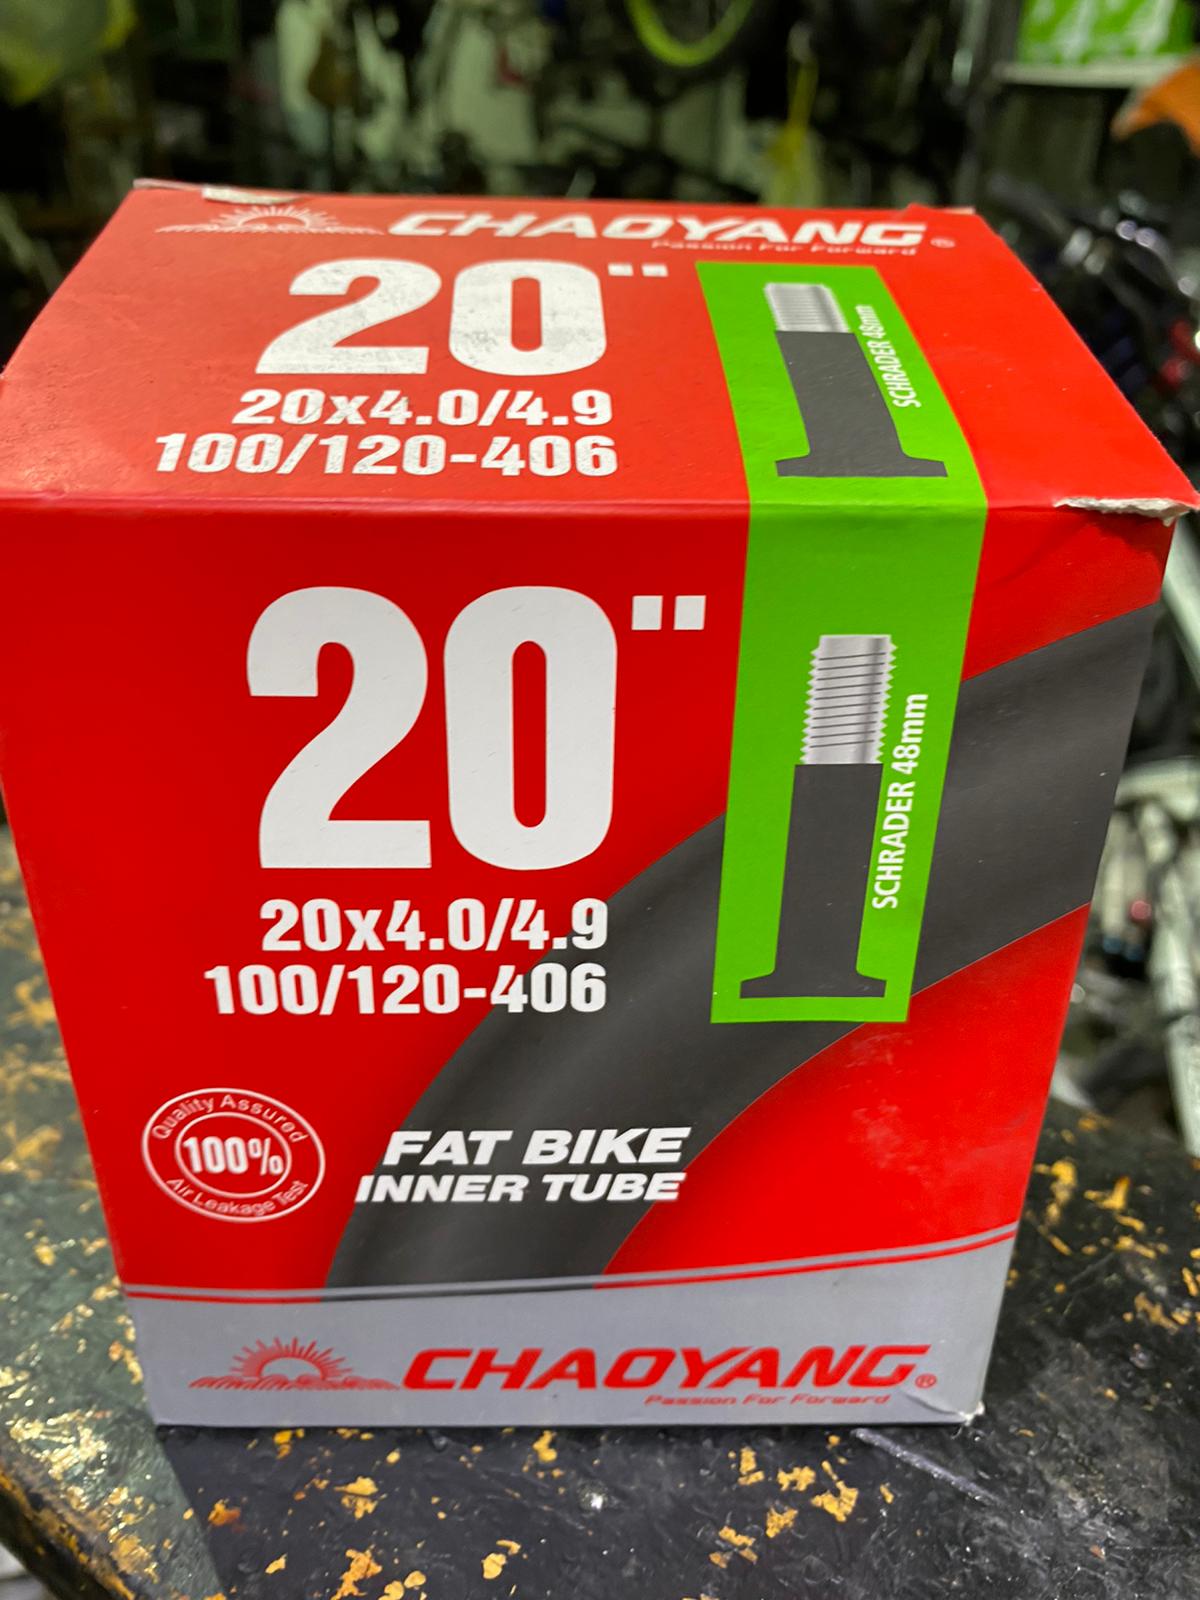 CHAOYANG®
Passion For Forward
20"
20x4.0/4.9
100/120-406
SCHRADER 48mm
20"
20x4.0/4.9
100/120-406
SCHRADER 48mm
Quality Assured
100%
Air Leakage Test
FAT BIKE
INNER TUBE
CHAOYANG®
Passion For Forward